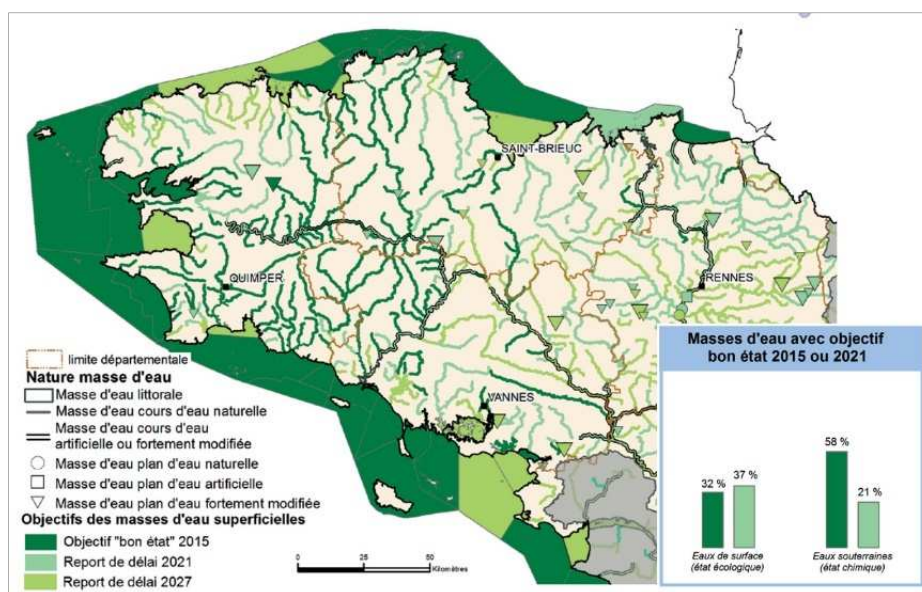 SAINT-BRIEUC
QUIMPER
RENNES
VANNES
limite départementale
Nature masse d'eau
Masse d'eau littorale
Masse d'eau cours d'eau naturelle
Masse d'eau cours d'eau
artificielle ou fortement modifiée
Masse d'eau plan d'eau naturelle
Masse d'eau plan d'eau artificielle
Masse d'eau plan d'eau fortement modifiée
Objectifs des masses d'eau superficielles
Objectif "bon état" 2015
Report de délai 2021
Report de délai 2027
0 25 50
Kilomètres
Masses d'eau avec objectif
bon état 2015 ou 2021
32 % 37 %
58 %
21 %
Eaux de surface
(état écologique)
Eaux souterraines
(état chimique)